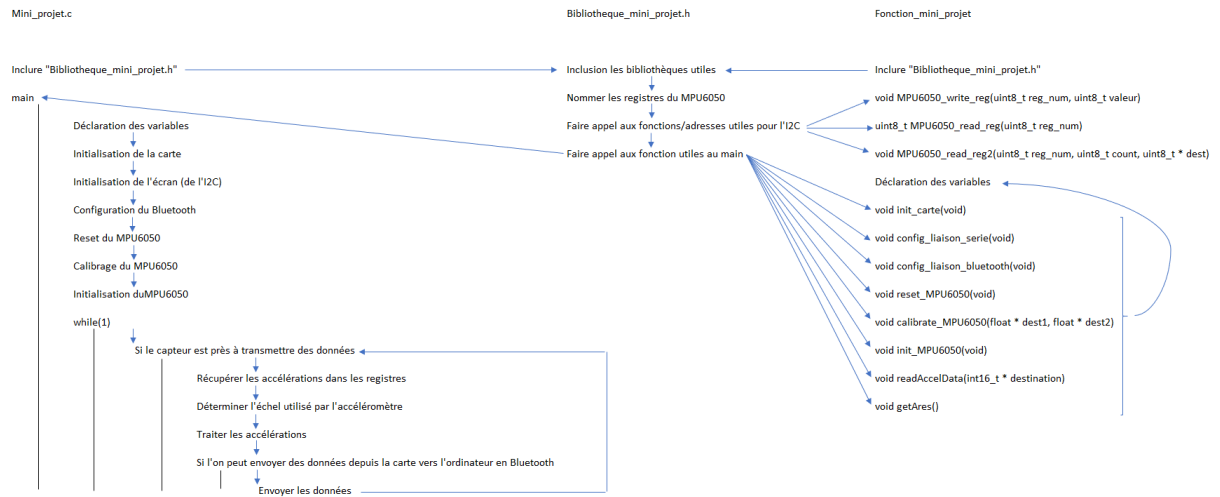 Mini_projet.c
Bibliotheque_mini_projet.h
Fonction_mini_projet
Inclure "Bibliotheque_mini_projet.h"
Inclusion les bibliothèques utiles
Inclure "Bibliotheque_mini_projet.h"
main
Nommer les registres du MPU6050
void MPU6050_write_reg(uint8_t reg_num, uint8_t valeur)
Déclaration des variables
Faire appel aux fonctions/adresses utiles pour l'I2C
uint8_t MPU6050_read_reg(uint8_t reg_num)
Initialisation de la carte
Faire appel aux fonction utiles au main
void MPU6050_read_reg2(uint8_t reg_num, uint8_t count, uint8_t * dest)
Initialisation de l'écran (de l'I2C)
Déclaration des variables
Configuration du Bluetooth
void init_carte(void)
Reset du MPU6050
void config_liaison_serie(void)
Calibrage du MPU6050
void config_liaison_bluetooth(void)
Initialisation duMPU6050
void reset_MPU6050(void)
while(1)
void calibrate_MPU6050(float * dest1, float * dest2)
Si le capteur est près à transmettre des données
void init_MPU6050(void)
Récupérer les accélérations dans les registres
void readAccelData(int16_t * destination)
Déterminer l'échel utilisé par l'accéléromètre
void getAres()
Traiter les accélérations
Si l'on peut envoyer des données depuis la carte vers l'ordinateur en Bluetooth
Envoyer les données